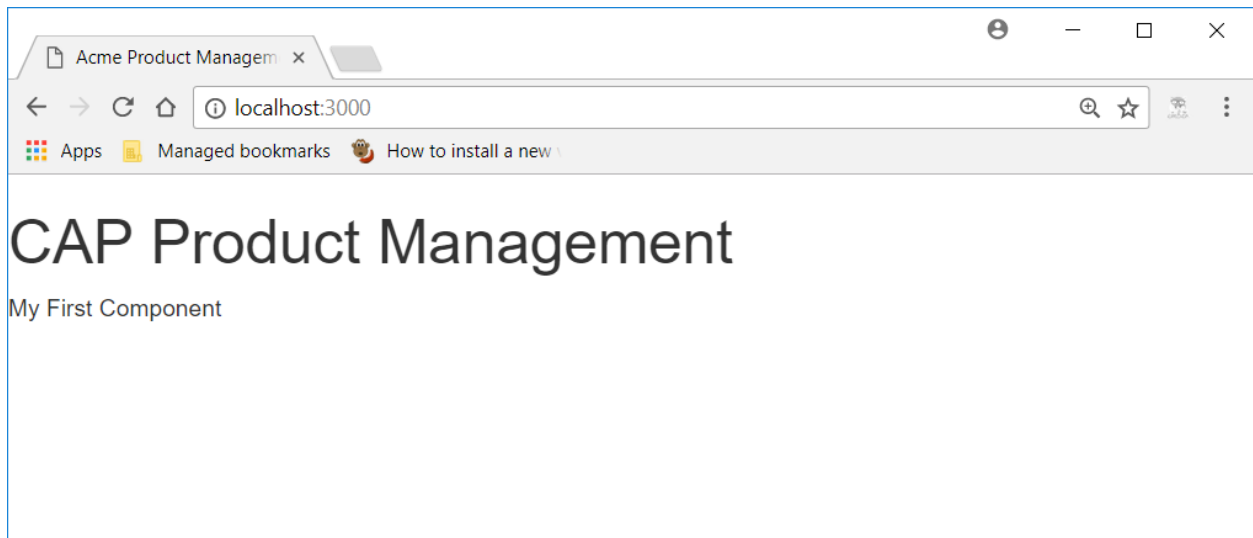 Acme Product Managem
localhost:3000
Apps Managed bookmarks How to install a new
CAP Product Management
My First Component